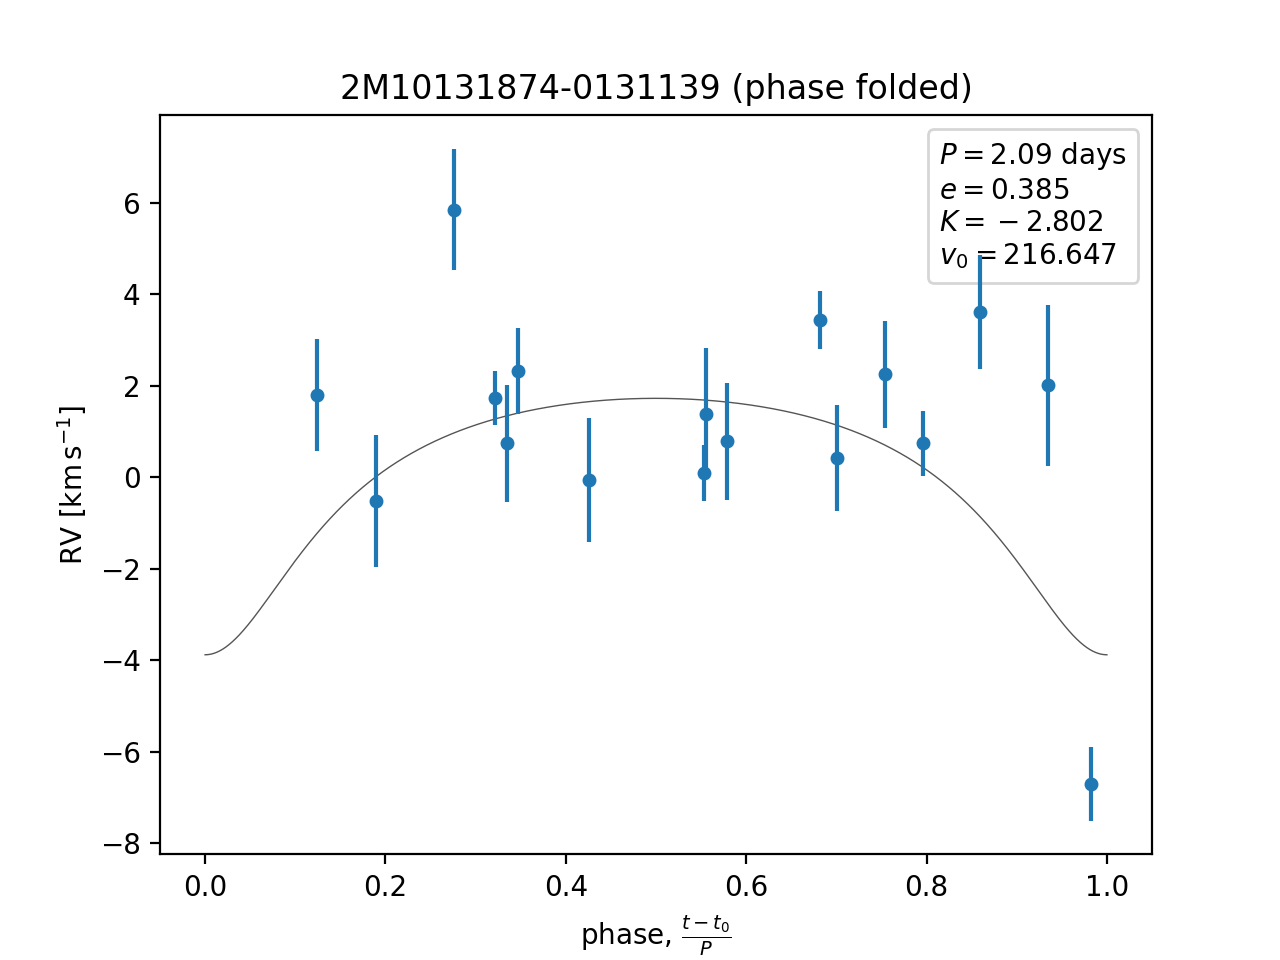 2M10131874-0131139 (phase folded)
P = 2.09 days
e = 0.385
K = −2.802
v₀ = 216.647
RV [km s⁻¹]
6
4
2
0
−2
−4
−6
−8
0.0 0.2 0.4 0.6 0.8 1.0
phase, (t − t₀)/P